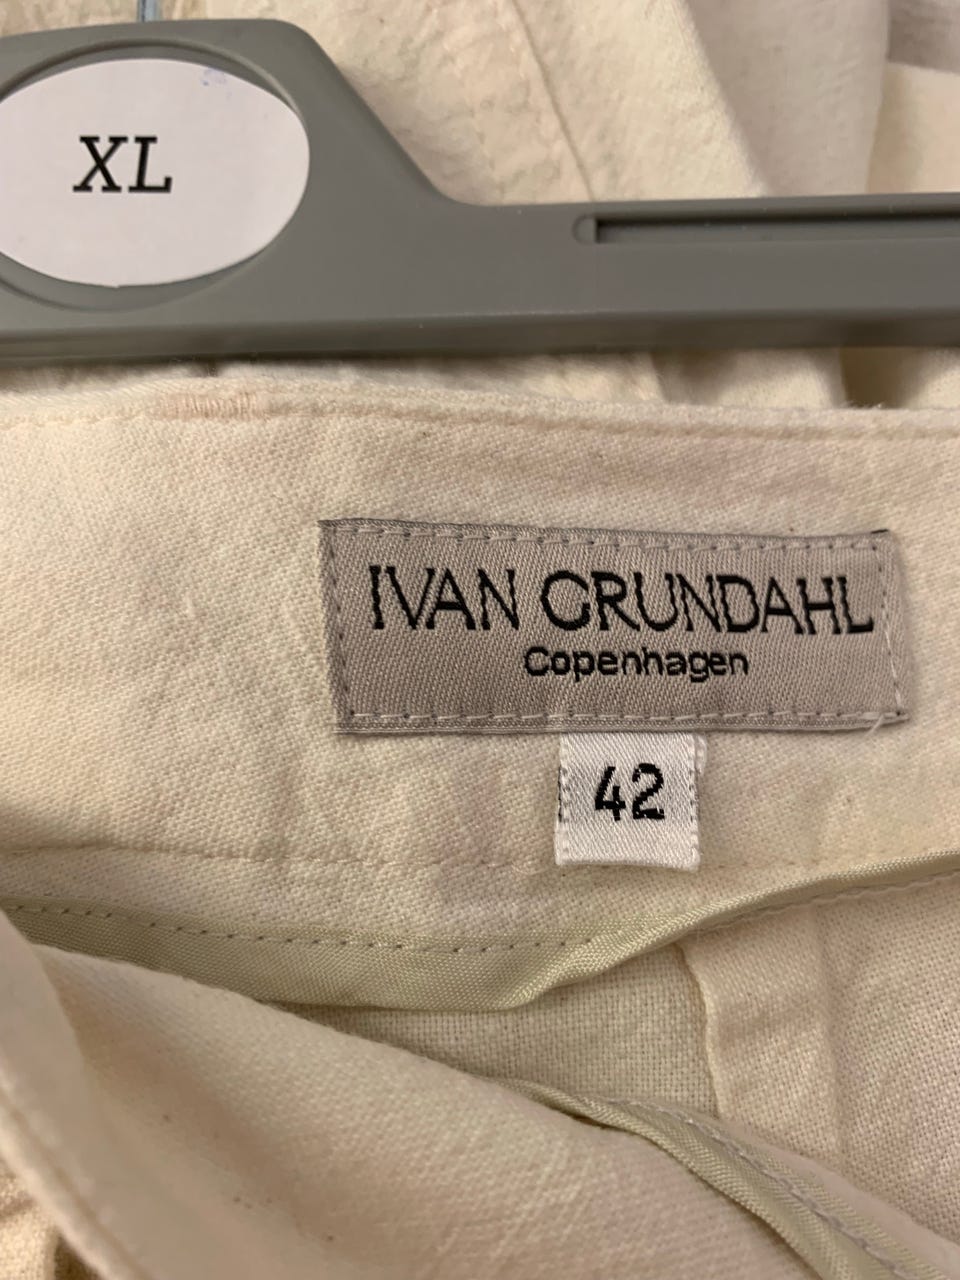 XL
IVAN GRUNDAHL
Copenhagen
42